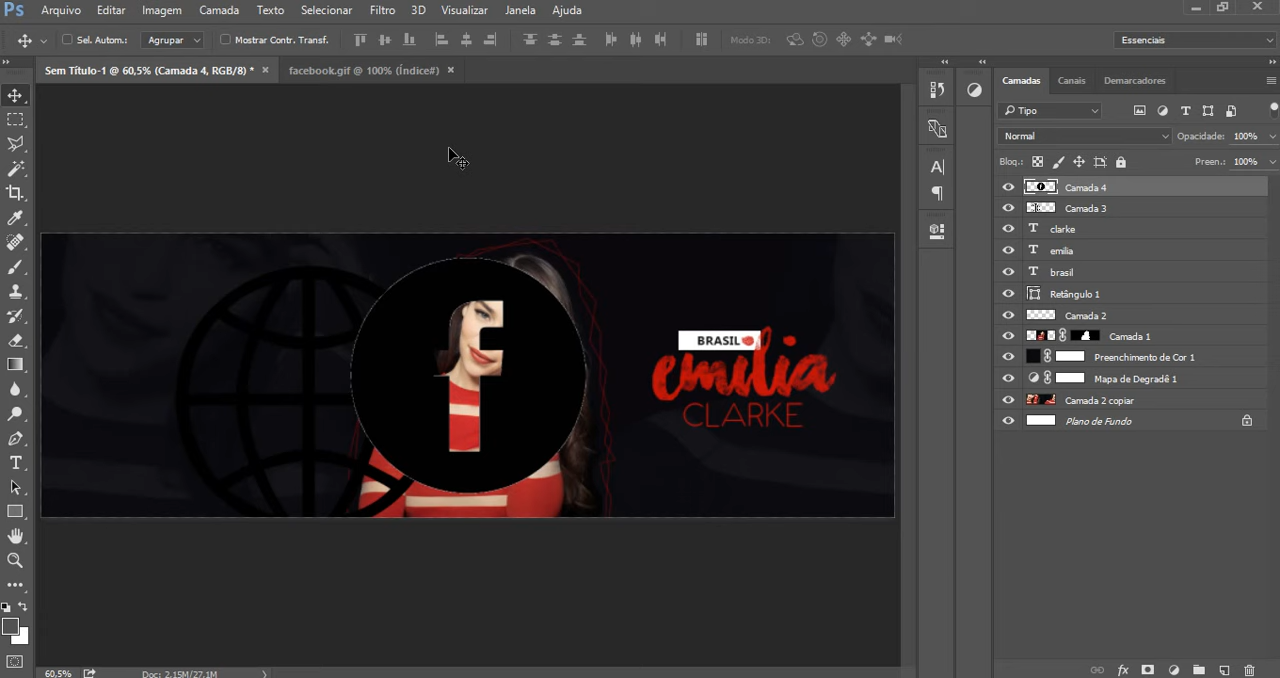 Ps Arquivo Editar Imagem Camada Texto Selecionar Filtro 3D Visualizar Janela Ajuda
Sel. Autom.: Agrupar Mostrar Contr. Transf. Modo 3D: Essenciais
Sem Título-1 @ 60,5% (Camada 4, RGB/8) * × facebook.gif @ 100% (Índice#) ×
Camadas Canais Demarcadores
Tipo
Normal Opacidade: 100%
Bloq.: Preen.: 100%
Camada 4
Camada 3
clarke
emilia
brasil
Retângulo 1
Camada 2
Camada 1
Preenchimento de Cor 1
Mapa de Degradê 1
Camada 2 copiar
Plano de Fundo
f
BRASIL
emilia
CLARKE
60,5% Doc: 2,15M/27,1M